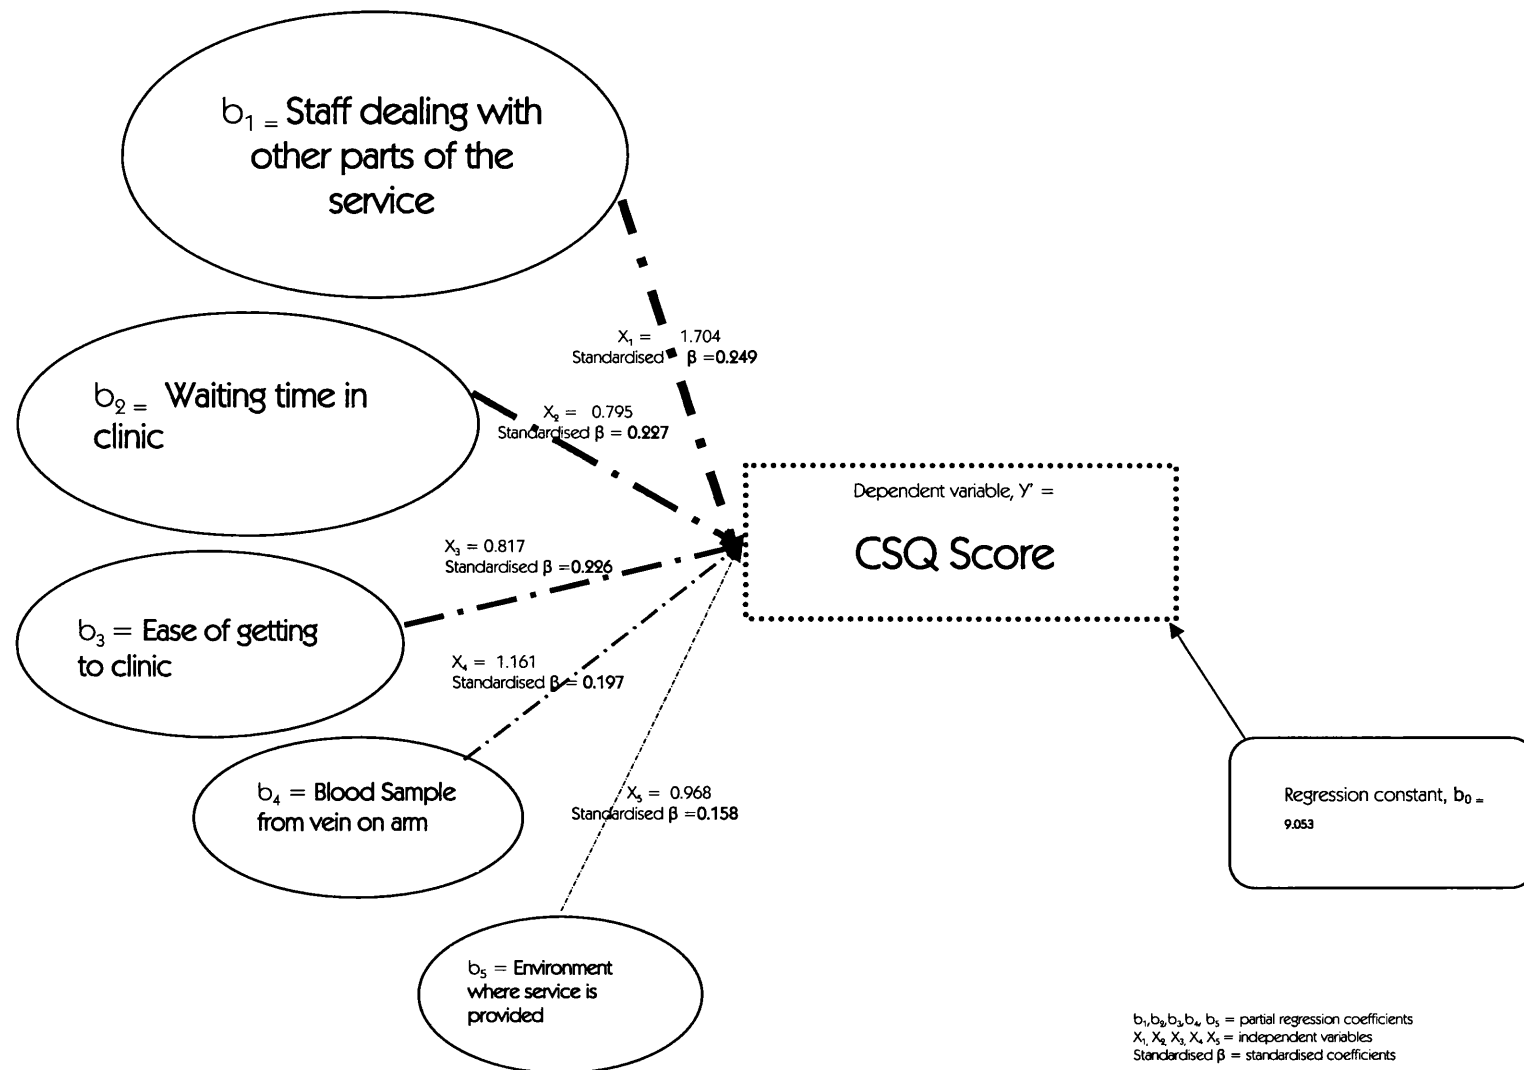 b₁ = Staff dealing with
other parts of the
service
X₁ = 1.704
Standardised β =0.249
b₂ = Waiting time in
clinic
X₂ = 0.795
Standardised β = 0.227
Dependent variable, Y' =
CSQ Score
X₃ = 0.817
Standardised β =0.226
b₃ = Ease of getting
to clinic
X₄ = 1.161
Standardised β = 0.197
b₄ = Blood Sample
from vein on arm
X₅ = 0.968
Standardised β =0.158
Regression constant, b₀ =
9.053
b₅ = Environment
where service is
provided
b₁,b₂,b₃,b₄, b₅ = partial regression coefficients
X₁, X₂, X₃, X₄ X₅ = independent variables
Standardised β = standardised coefficients